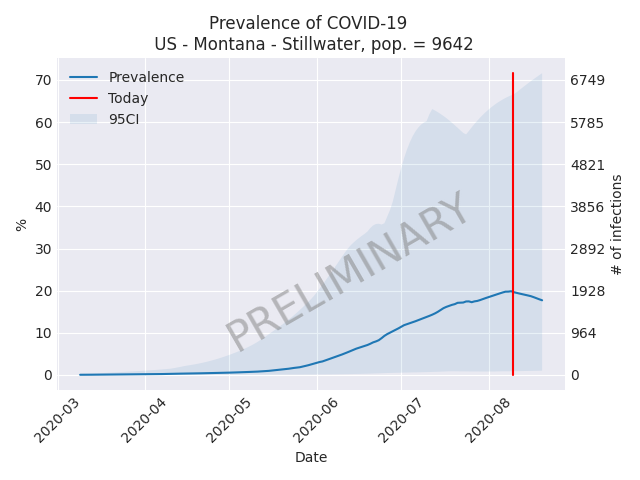 Prevalence of COVID-19
US - Montana - Stillwater, pop. = 9642
Prevalence
Today
95CI
70
60
50
40
30
20
10
0
%
6749
5785
4821
3856
2892
1928
964
0
# of infections
PRELIMINARY
2020-03
2020-04
2020-05
2020-06
2020-07
2020-08
Date